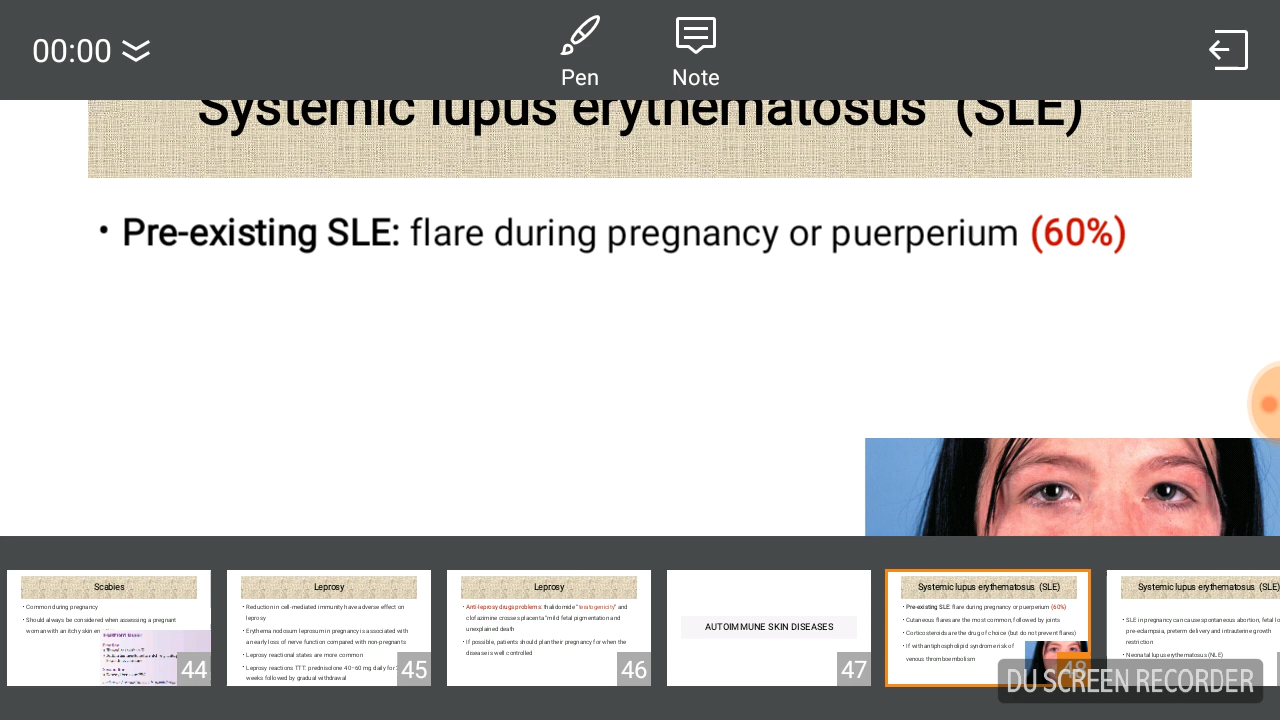 00:00
Pen
Note
Systemic lupus erythematosus (SLE)
• Pre-existing SLE: flare during pregnancy or puerperium (60%)
Scabies
• Common during pregnancy
• Should always be considered when assessing a pregnant
woman with an itchy skin
44
Leprosy
• Reduction in cell-mediated immunity have adverse effect on
leprosy
• Erythema nodosum leprosum in pregnancy is associated with
an early loss of nerve function compared with non-pregnants
• Leprosy reactional states are more common
• Leprosy reactions TTT: prednisolone 40-60 mg daily for
weeks followed by gradual withdrawal
45
Leprosy
• Anti-leprosy drugs problems: thalidomide "teratogenicity" and
clofazimine crosses placenta "mild fetal pigmentation and
unexplained death
• If possible, patients should plan their pregnancy for when the
disease is well controlled
46
AUTOIMMUNE SKIN DISEASES
47
Systemic lupus erythematosus (SLE)
• Pre-existing SLE: flare during pregnancy or puerperium (60%)
• Cutaneous flares are the most common, followed by joints
• Corticosteroids are the drug of choice (but do not prevent flares)
• If with antiphospholipid syndrome risk of
venous thromboembolism
48
Systemic lupus erythematosus (SLE)
• SLE in pregnancy can cause spontaneous abortion, fetal
pre-eclampsia, preterm delivery and intrauterine growth
restriction
• Neonatal lupus erythematosus (NLE)
DU SCREEN RECORDER